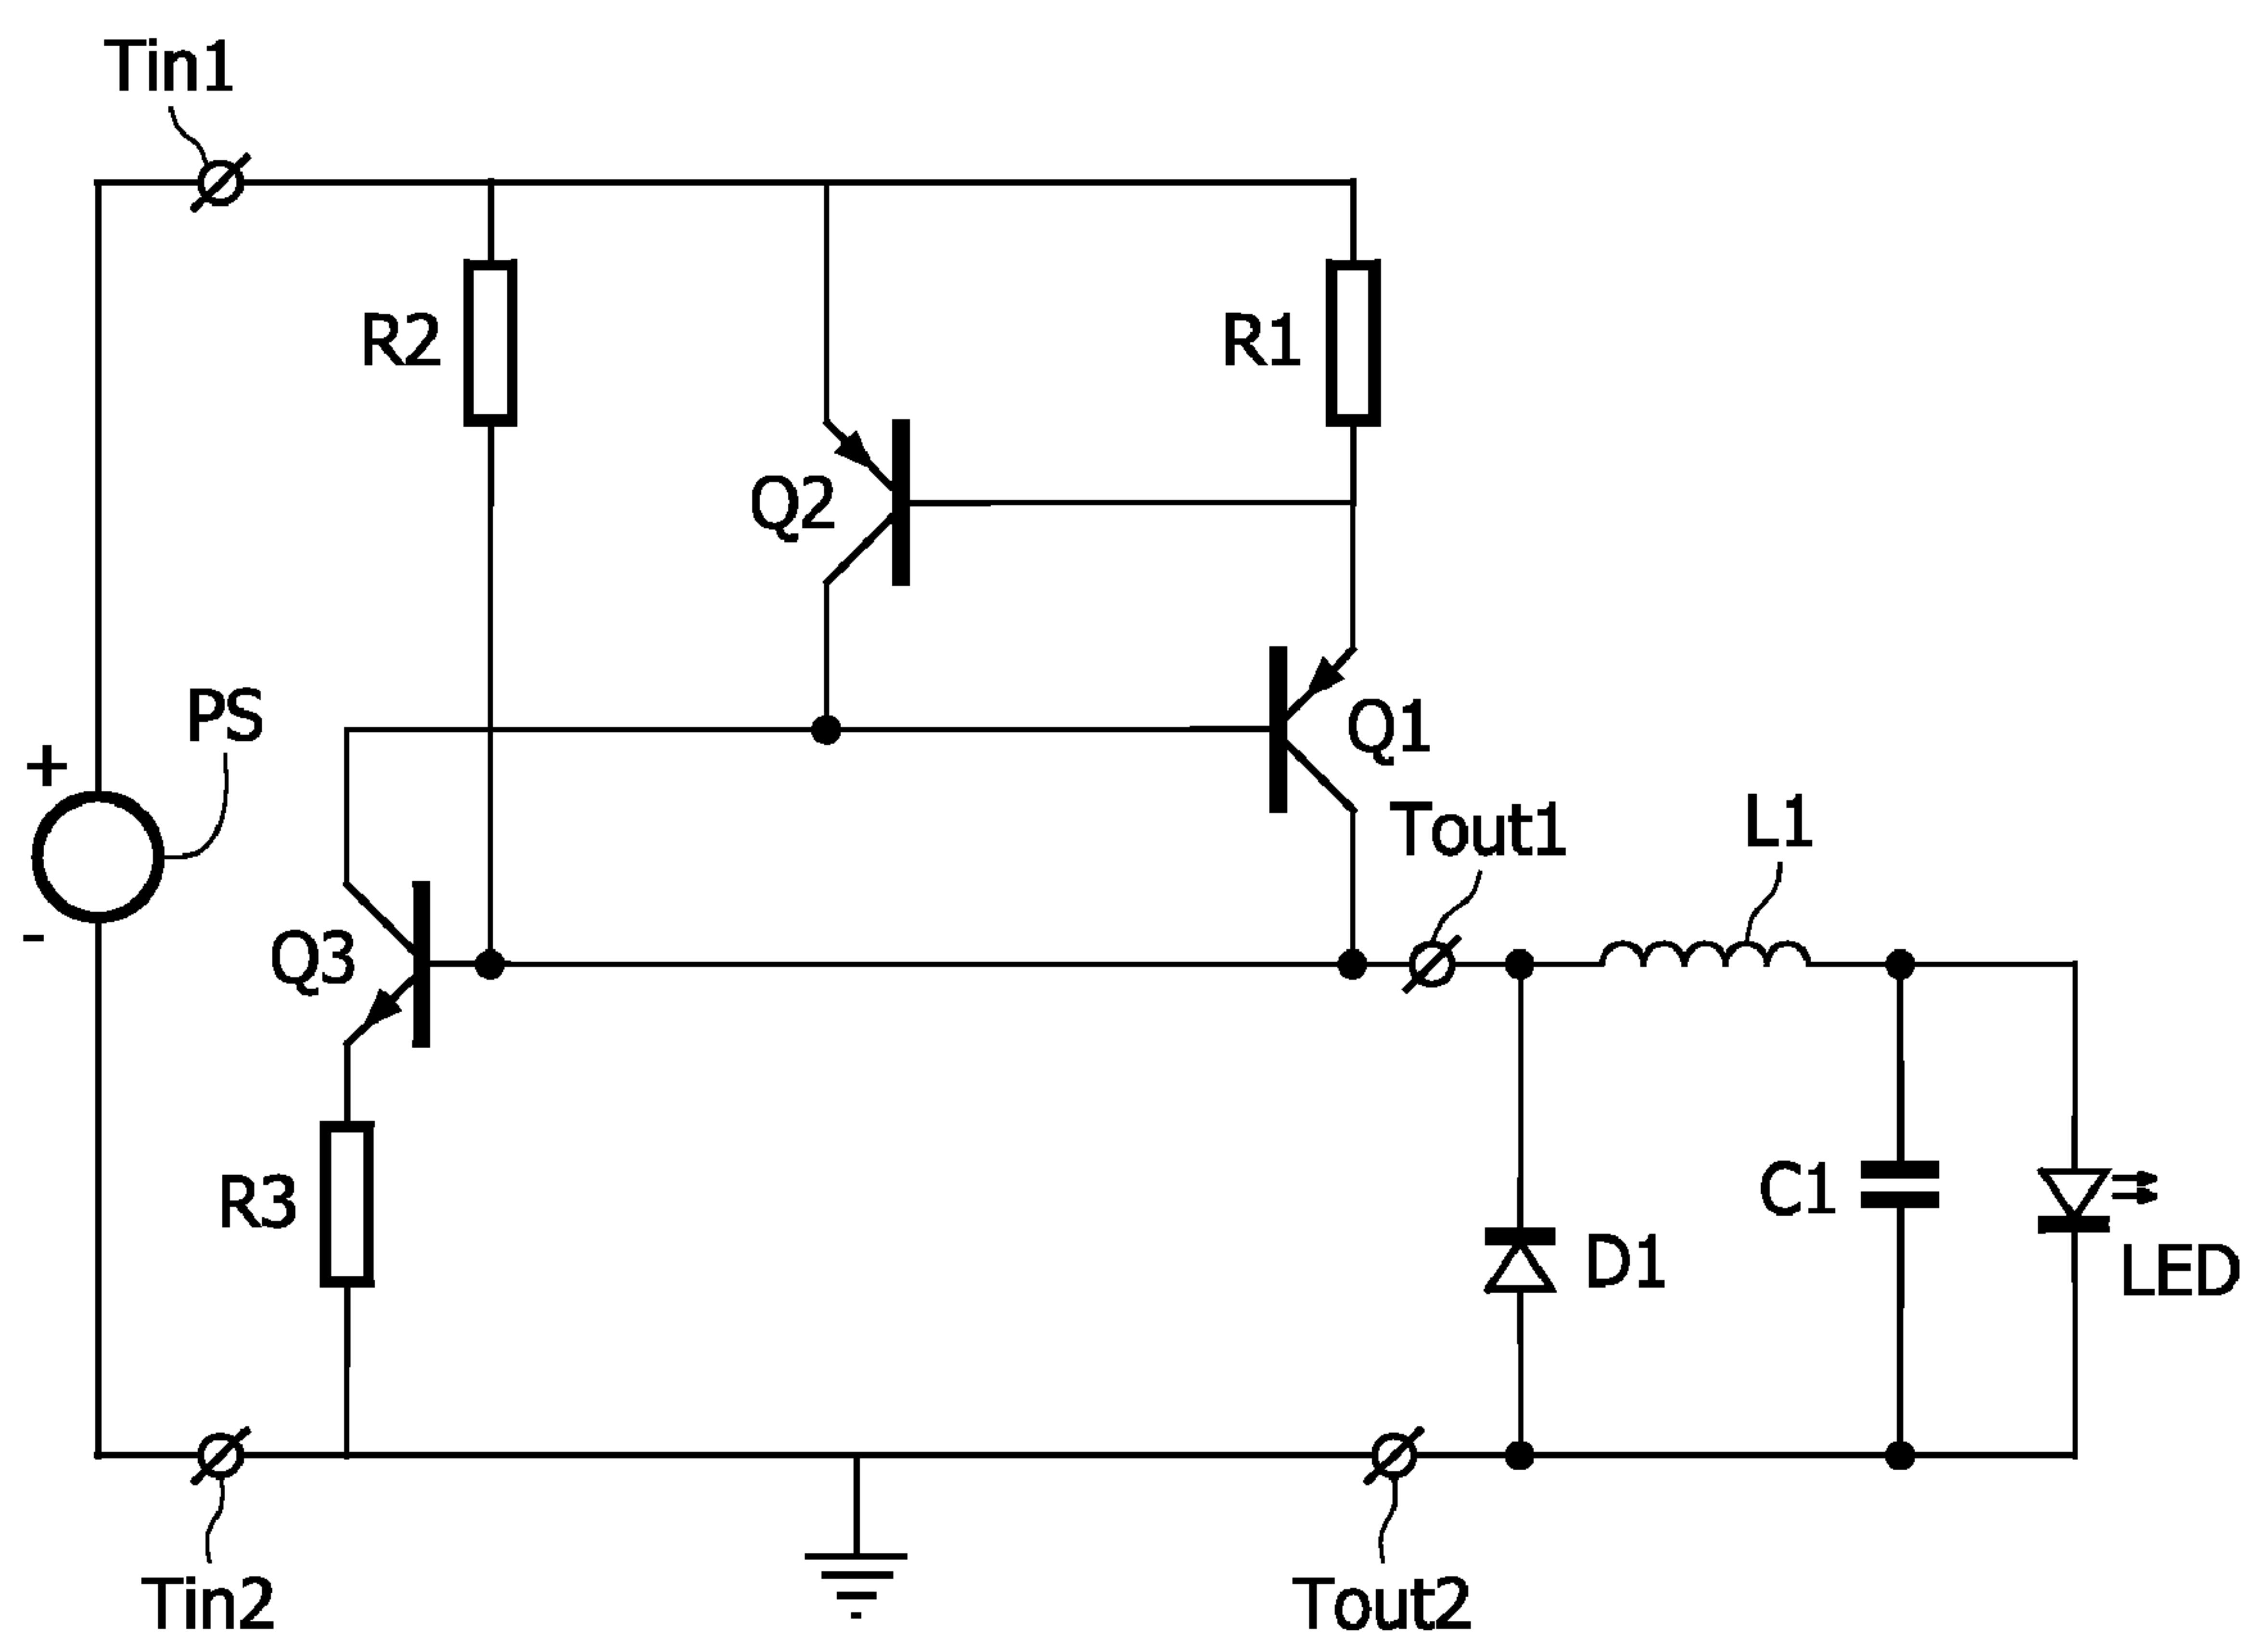 Tin1
R2
R1
Q2
PS
Q1
+
Tout1
L1
-
Q3
R3
C1
D1
LED
Tin2
Tout2